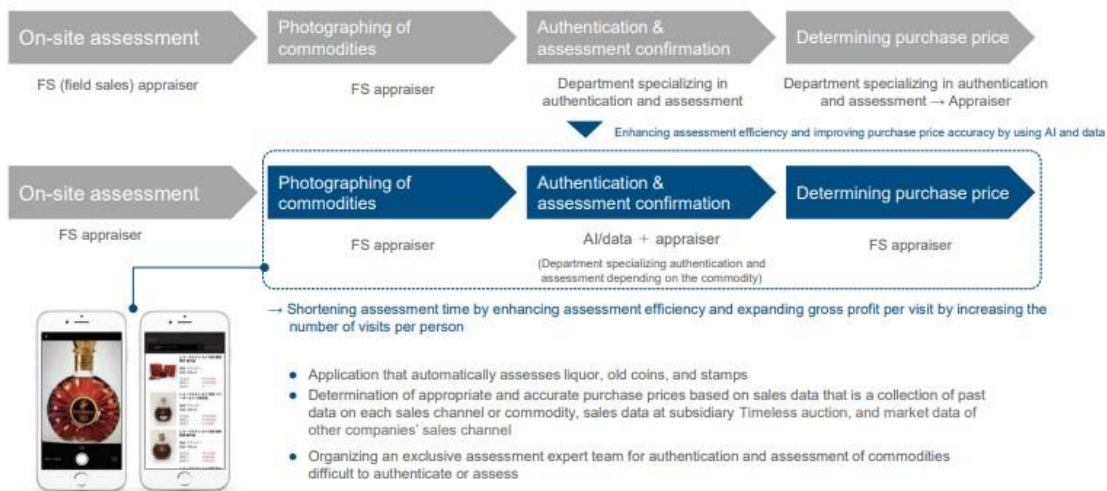 On-site assessment
Photographing of
commodities
Authentication &
assessment confirmation
Determining purchase price
FS (field sales) appraiser
FS appraiser
Department specializing in
authentication and assessment
Department specializing in authentication
and assessment → Appraiser
Enhancing assessment efficiency and improving purchase price accuracy by using AI and data
On-site assessment
Photographing of
commodities
Authentication &
assessment confirmation
Determining purchase price
FS appraiser
FS appraiser
AI/data + appraiser
(Department specializing authentication and
assessment depending on the commodity)
FS appraiser
→ Shortening assessment time by enhancing assessment efficiency and expanding gross profit per visit by increasing the
number of visits per person
• Application that automatically assesses liquor, old coins, and stamps
• Determination of appropriate and accurate purchase prices based on sales data that is a collection of past
data on each sales channel or commodity, sales data at subsidiary Timeless auction, and market data of
other companies' sales channel
• Organizing an exclusive assessment expert team for authentication and assessment of commodities
difficult to authenticate or assess